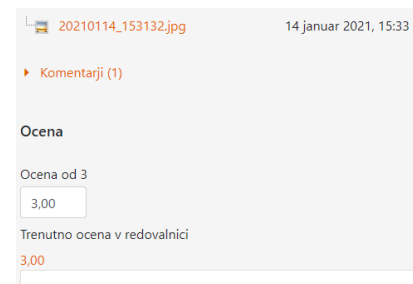 20210114_153132.jpg 14 januar 2021, 15:33
Komentarji (1)
Ocena
Ocena od 3
3,00
Trenutno ocena v redovalnici
3,00